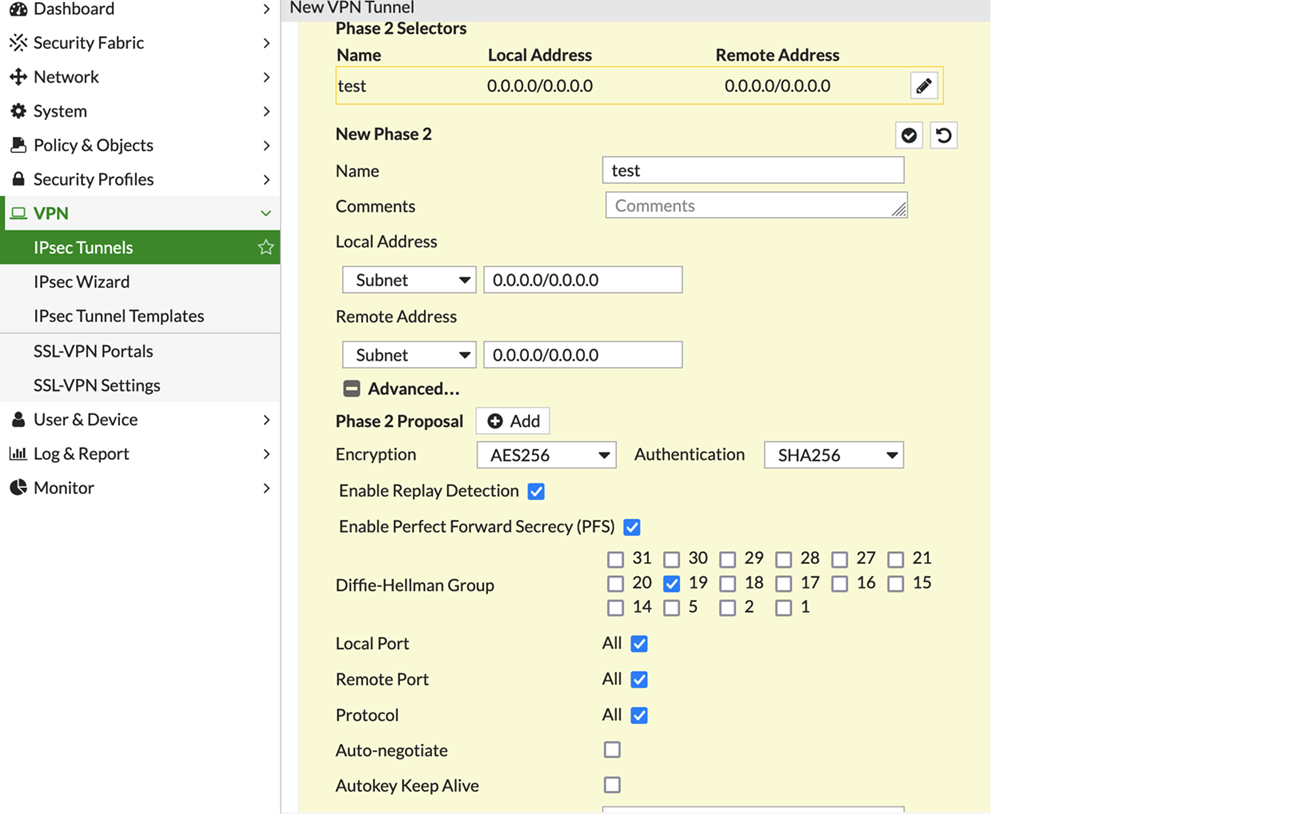 Dashboard
New VPN Tunnel
Security Fabric
Network
System
Policy & Objects
Security Profiles
VPN
IPsec Tunnels
IPsec Wizard
IPsec Tunnel Templates
SSL-VPN Portals
SSL-VPN Settings
User & Device
Log & Report
Monitor
Phase 2 Selectors
Name Local Address Remote Address
test 0.0.0.0/0.0.0.0 0.0.0.0/0.0.0.0
New Phase 2
Name test
Comments Comments
Local Address
Subnet 0.0.0.0/0.0.0.0
Remote Address
Subnet 0.0.0.0/0.0.0.0
Advanced...
Phase 2 Proposal Add
Encryption AES256 Authentication SHA256
Enable Replay Detection
Enable Perfect Forward Secrecy (PFS)
31 30 29 28 27 21
Diffie-Hellman Group 20 19 18 17 16 15
14 5 2 1
Local Port All
Remote Port All
Protocol All
Auto-negotiate
Autokey Keep Alive